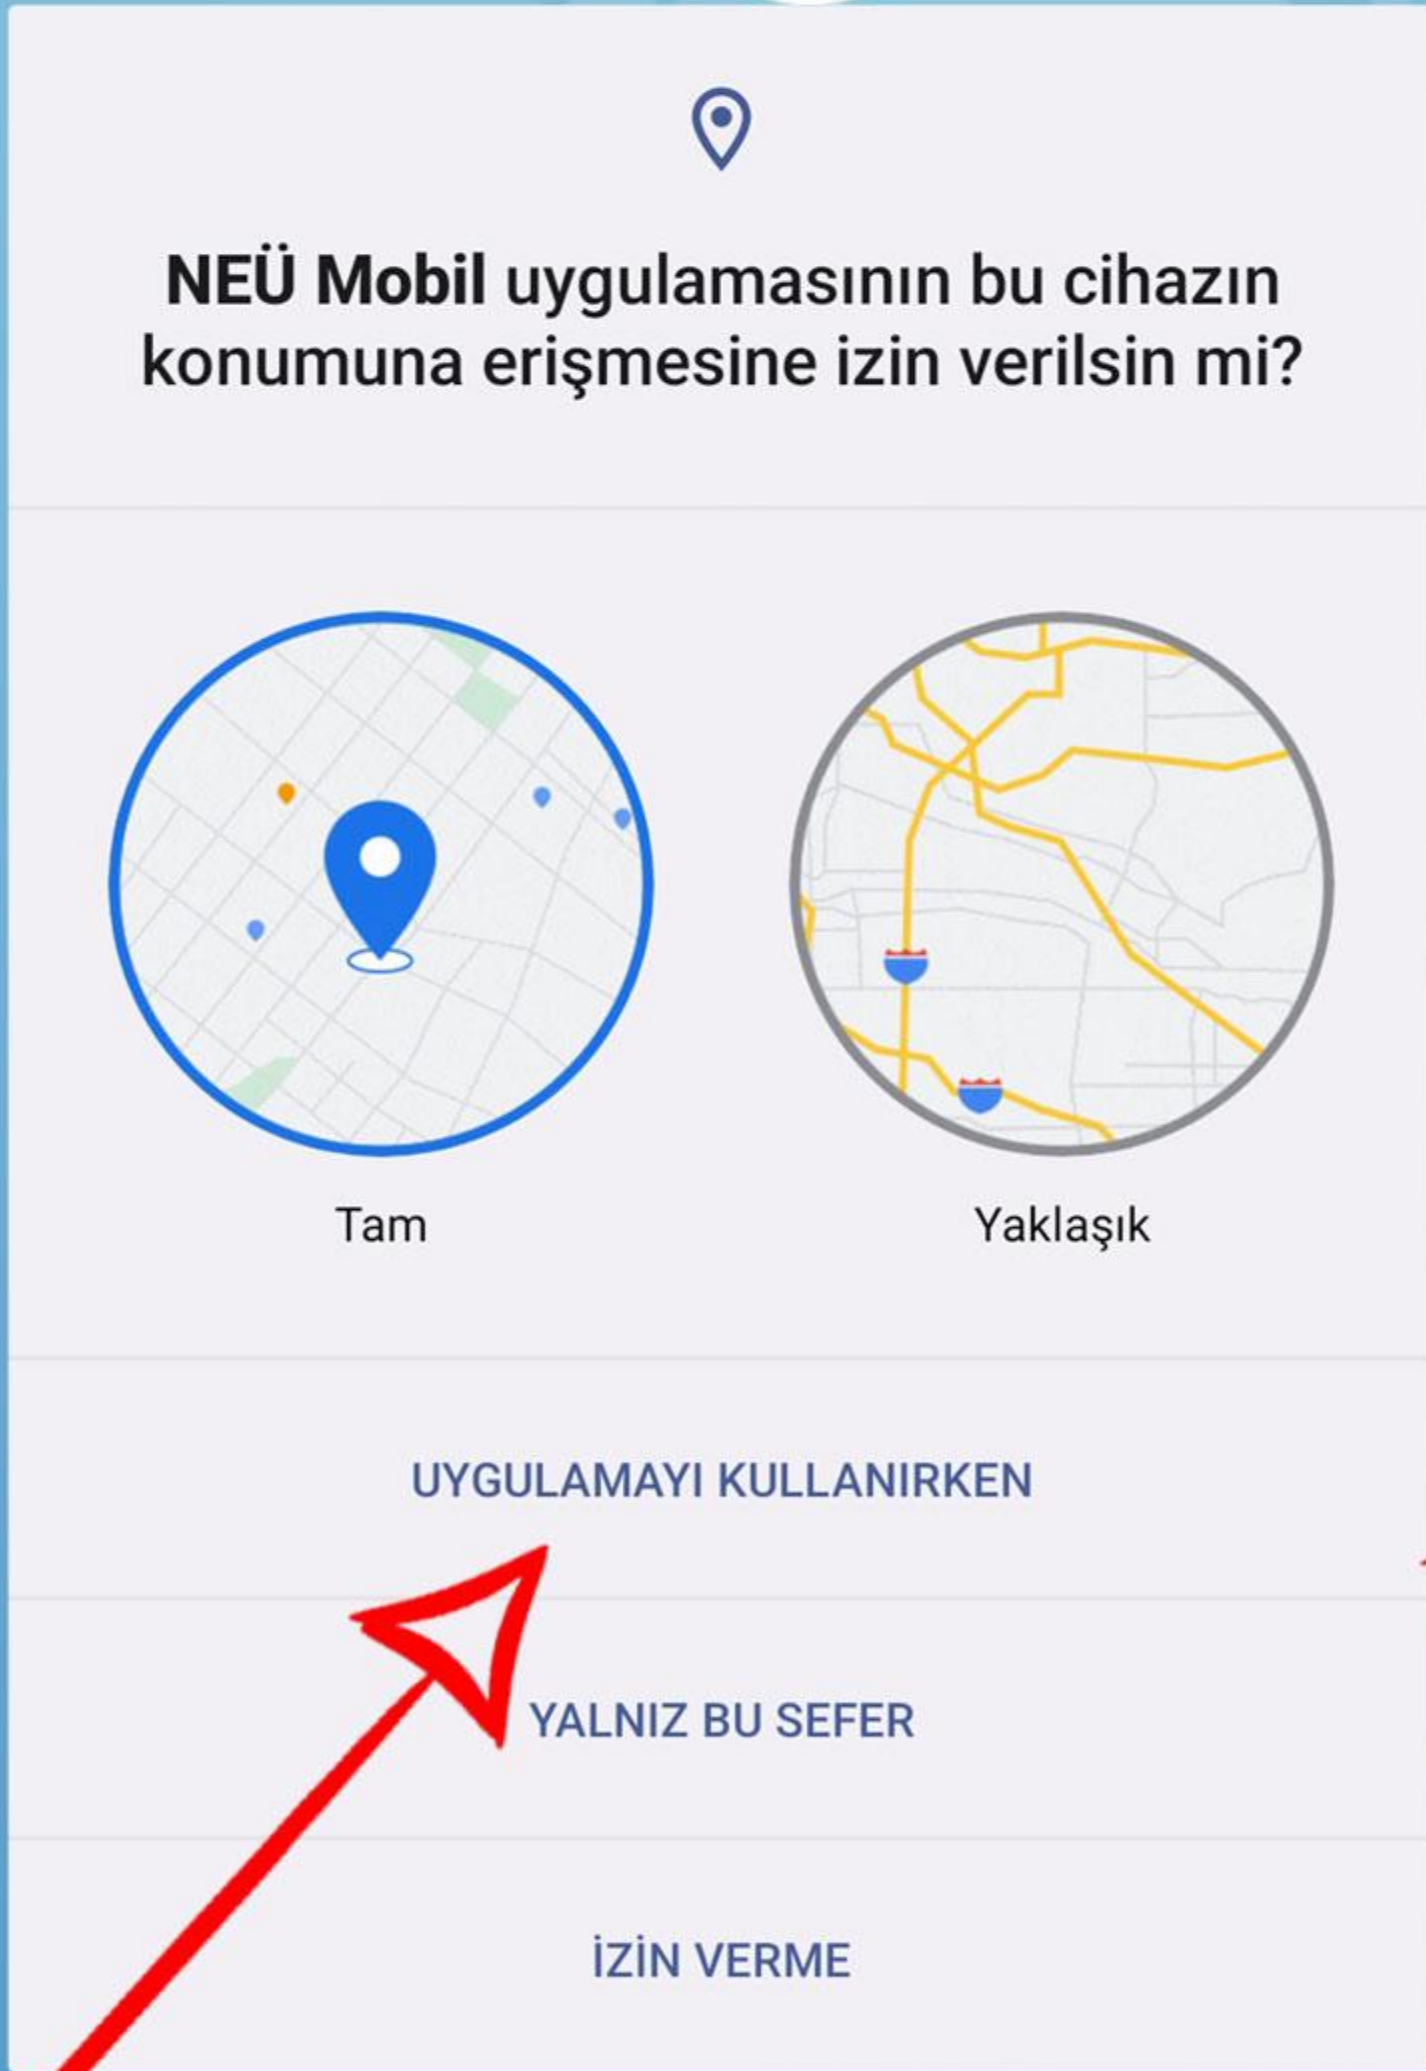 NEÜ Mobil uygulamasının bu cihazın
konumuna erişmesine izin verilsin mi?
Tam
Yaklaşık
UYGULAMAYI KULLANIRKEN
YALNIZ BU SEFER
İZİN VERME